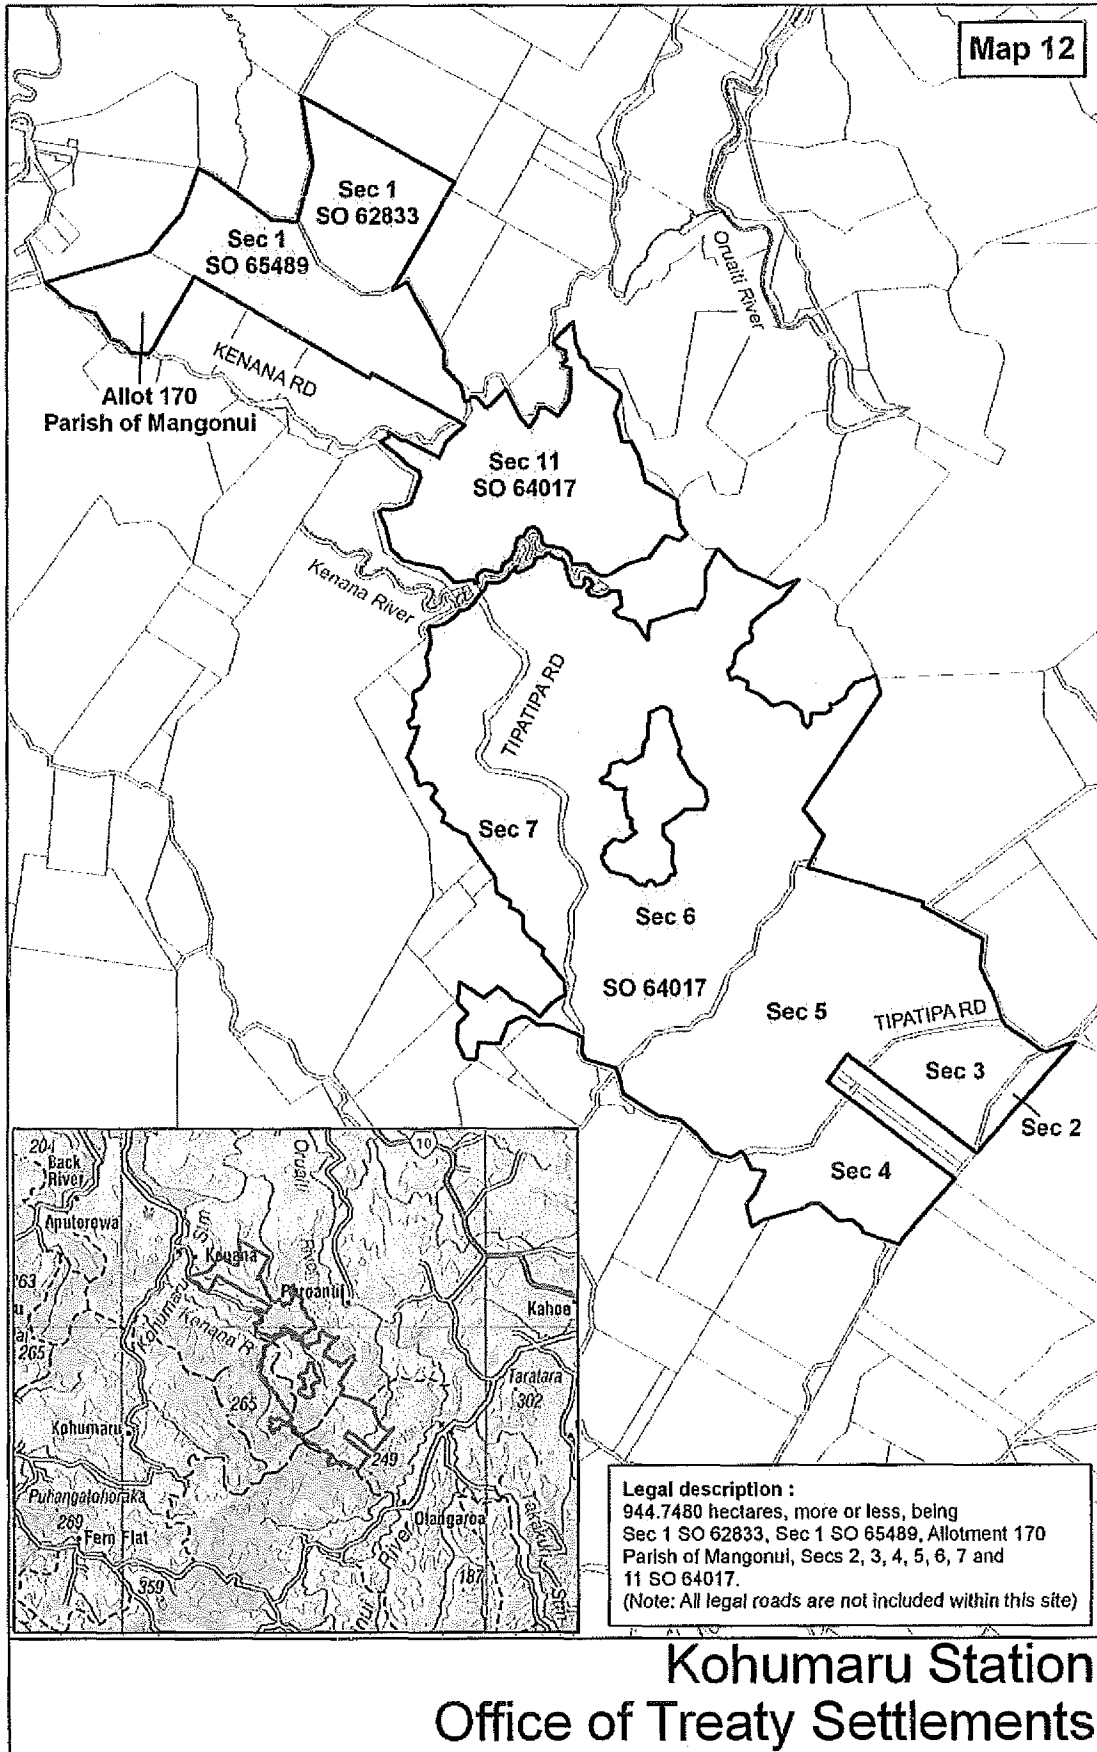 Map 12
Sec 1
SO 62833
Sec 1
SO 65489
Oruaiti River
KENANA RD
Allot 170
Parish of Mangonui
Sec 11
SO 64017
Kenana River
TIPATIPA RD
Sec 7
Sec 6
SO 64017
Sec 5
TIPATIPA RD
Sec 3
Sec 2
Sec 4
204
Back
River
Aputorewa
10
Oruaiti
River
Stm
Kenana
Paroanui
Kohumaru
Kenana R
263
265
265
Kahoe
Taratara
302
Kohumaru
249
Puhangatohoraka
269
Fern Flat
359
Otangaroa
River
187
Stm
Legal description :
944.7480 hectares, more or less, being
Sec 1 SO 62833, Sec 1 SO 65489, Allotment 170
Parish of Mangonui, Secs 2, 3, 4, 5, 6, 7 and
11 SO 64017.
(Note: All legal roads are not included within this site)
Kohumaru Station
Office of Treaty Settlements